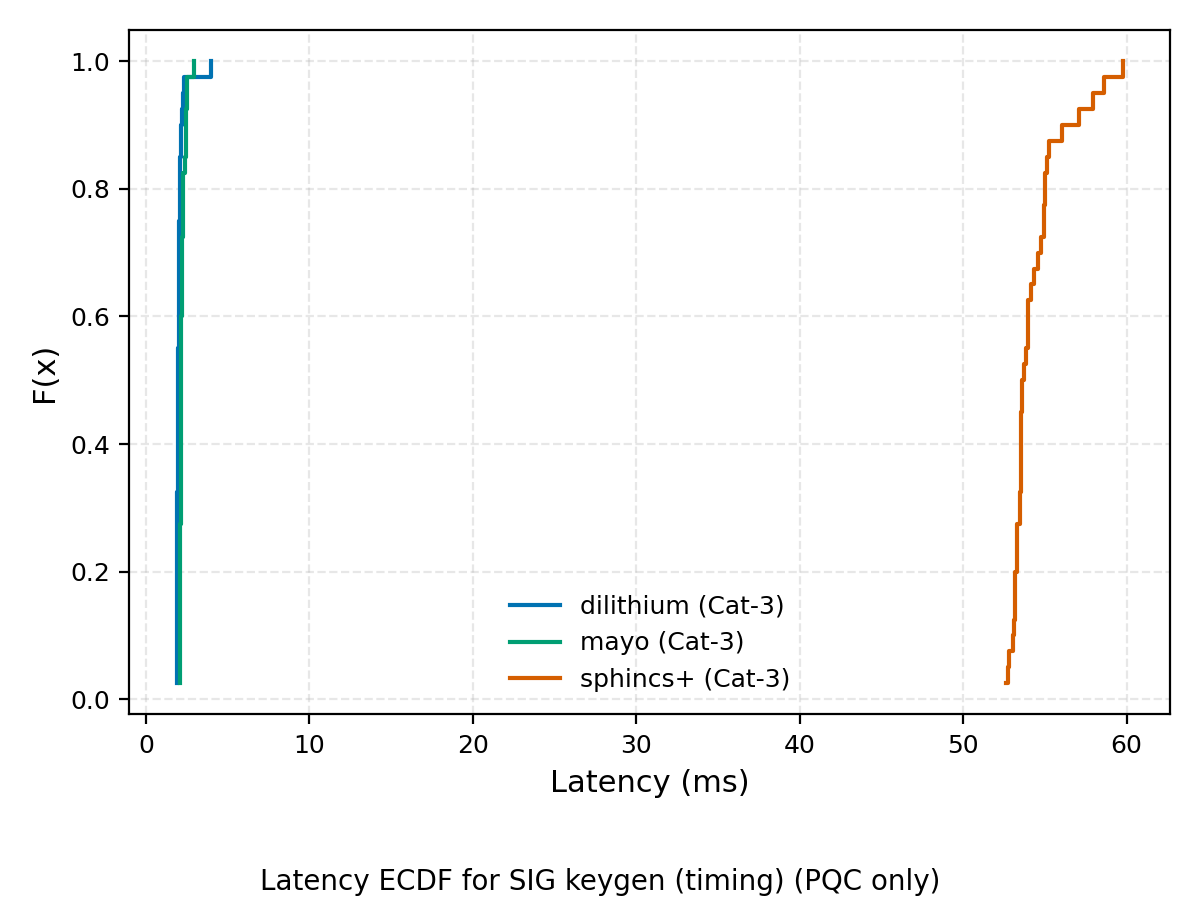 1.0
0.8
0.6
0.4
0.2
0.0
F(x)
dilithium (Cat-3)
mayo (Cat-3)
sphincs+ (Cat-3)
0 10 20 30 40 50 60
Latency (ms)
Latency ECDF for SIG keygen (timing) (PQC only)